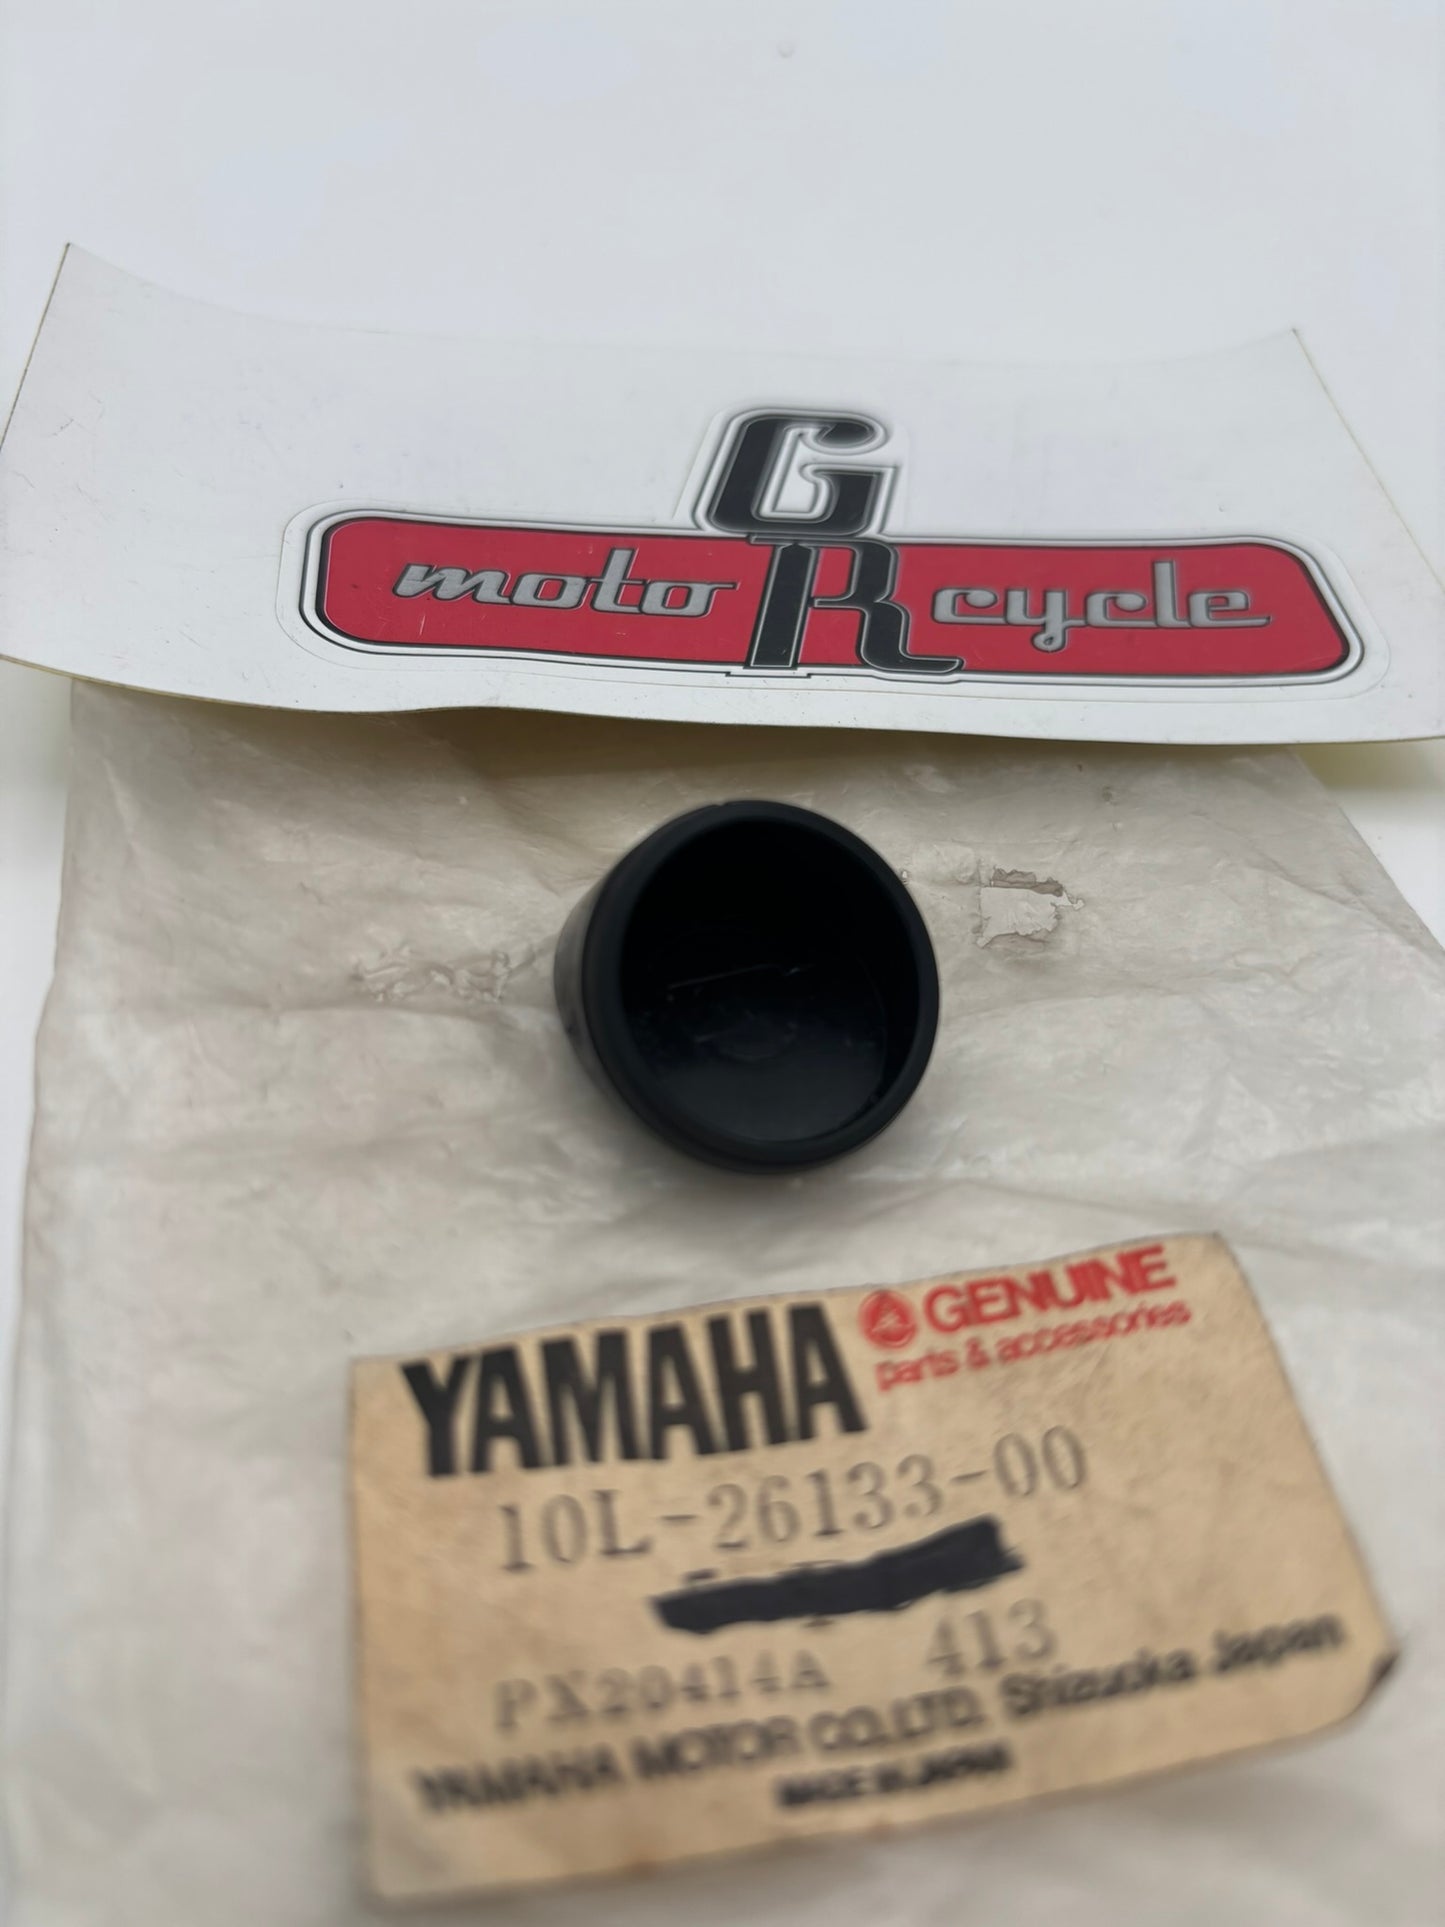 GR
moto cycle
YAMAHA GENUINE
parts & accessories
10L-26133-00
PX20414A 413
YAMAHA MOTOR CO.,LTD. Shizuoka Japan
MADE IN JAPAN